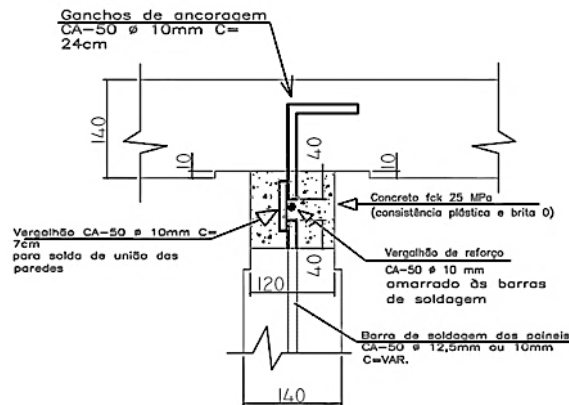 Ganchos de ancoragem
CA-50 ø 10mm C=
24cm
140
10
40
10
Concreto fck 25 MPa
(consistência plástica e brita 0)
Vergalhão CA-50 ø 10mm C=
7cm
para solda de união das
paredes
Vergalhão de reforço
CA-50 ø 10 mm
amarrado às barras
de soldagem
40
120
Barra de soldagem dos paineis
CA-50 ø 12,5mm ou 10mm
C=VAR.
140